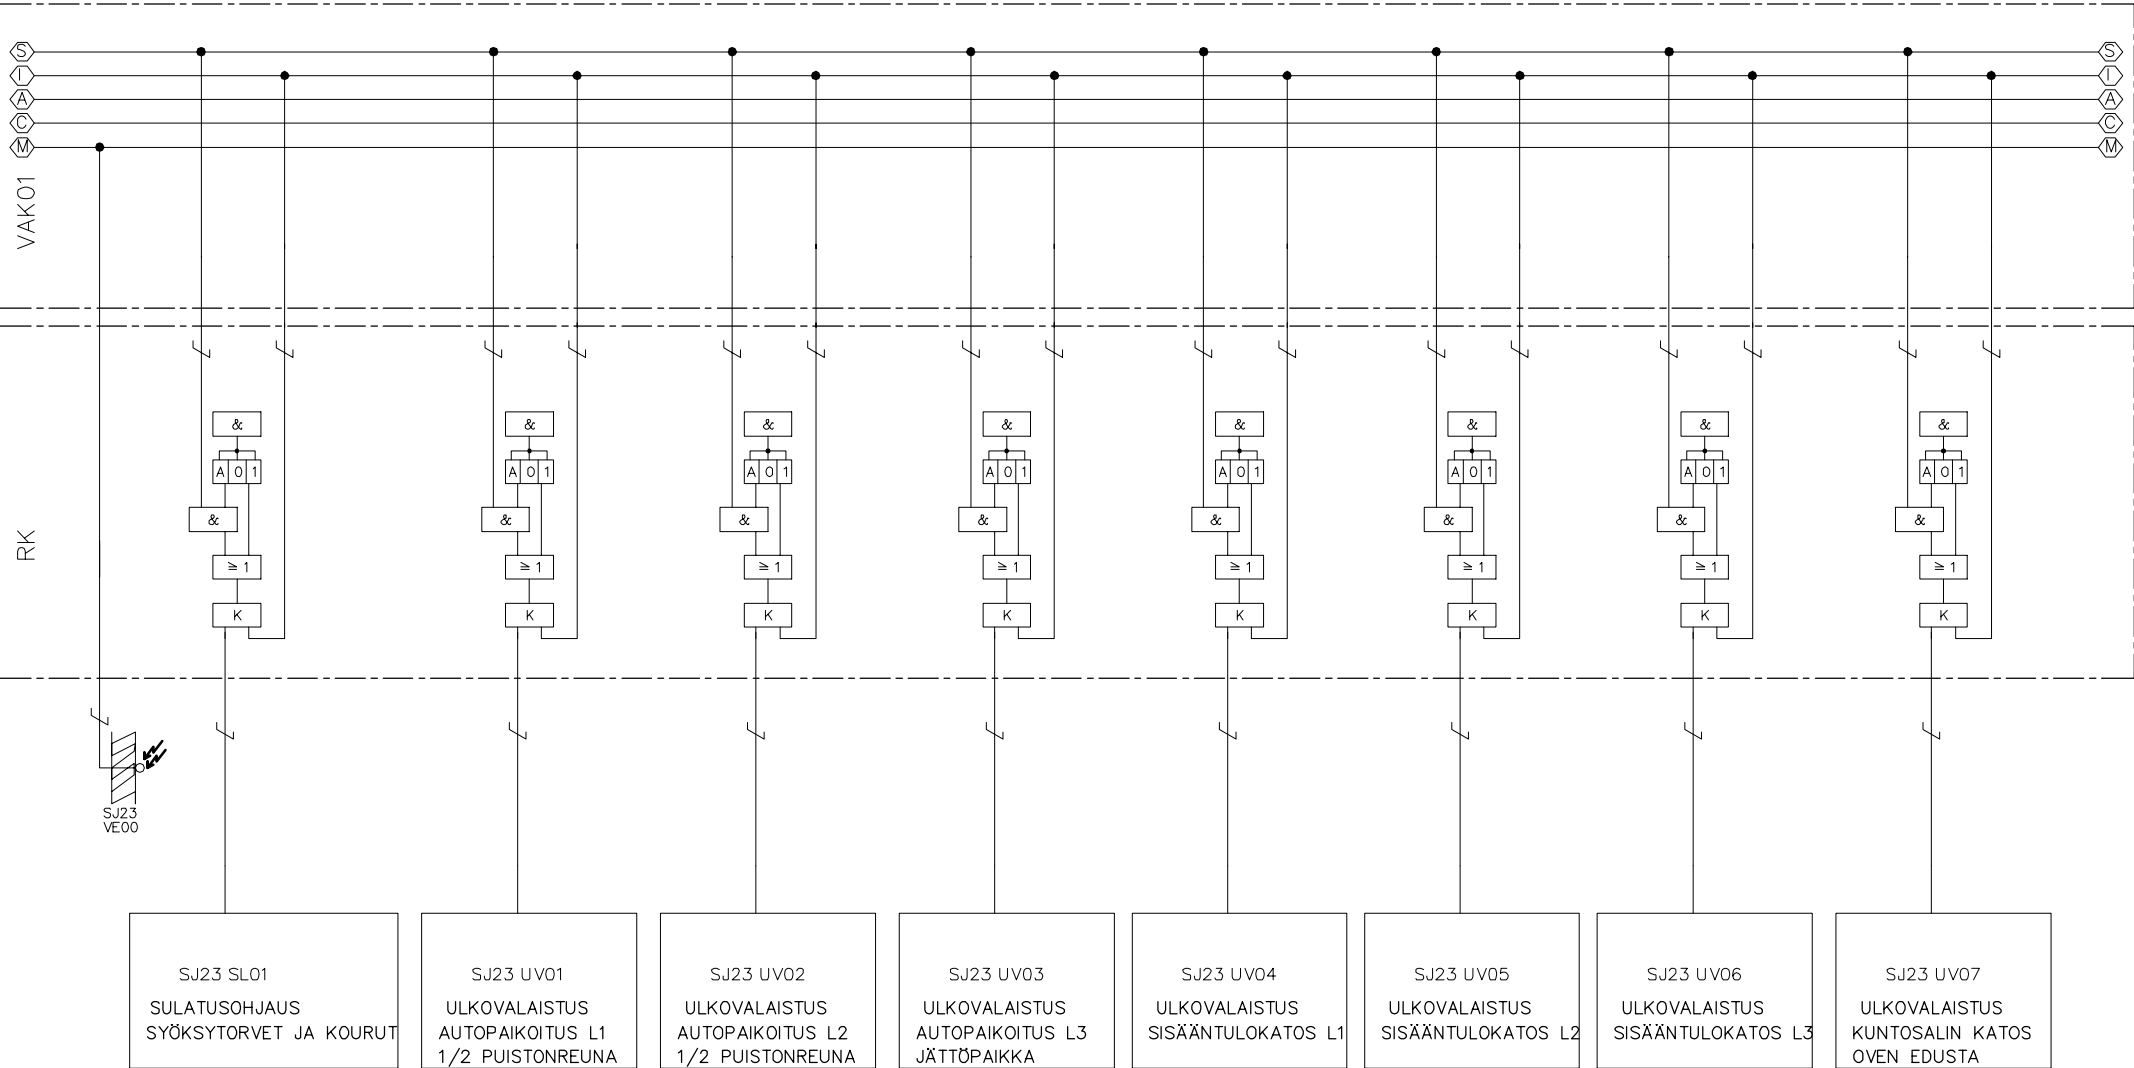 S S
I I
A A
C C
M M
VAK01
& & & & & & & &
A 0 1 A 0 1 A 0 1 A 0 1 A 0 1 A 0 1 A 0 1 A 0 1
& & & & & & & &
RK
≥ 1 ≥ 1 ≥ 1 ≥ 1 ≥ 1 ≥ 1 ≥ 1 ≥ 1
K K K K K K K K
SJ23
VE00
SJ23 SL01
SULATUSOHJAUS
SYÖKSYTORVET JA KOURUT
SJ23 UV01
ULKOVALAISTUS
AUTOPAIKOITUS L1
1/2 PUISTONREUNA
SJ23 UV02
ULKOVALAISTUS
AUTOPAIKOITUS L2
1/2 PUISTONREUNA
SJ23 UV03
ULKOVALAISTUS
AUTOPAIKOITUS L3
JÄTTÖPAIKKA
SJ23 UV04
ULKOVALAISTUS
SISÄÄNTULOKATOS L1
SJ23 UV05
ULKOVALAISTUS
SISÄÄNTULOKATOS L2
SJ23 UV06
ULKOVALAISTUS
SISÄÄNTULOKATOS L3
SJ23 UV07
ULKOVALAISTUS
KUNTOSALIN KATOS
OVEN EDUSTA